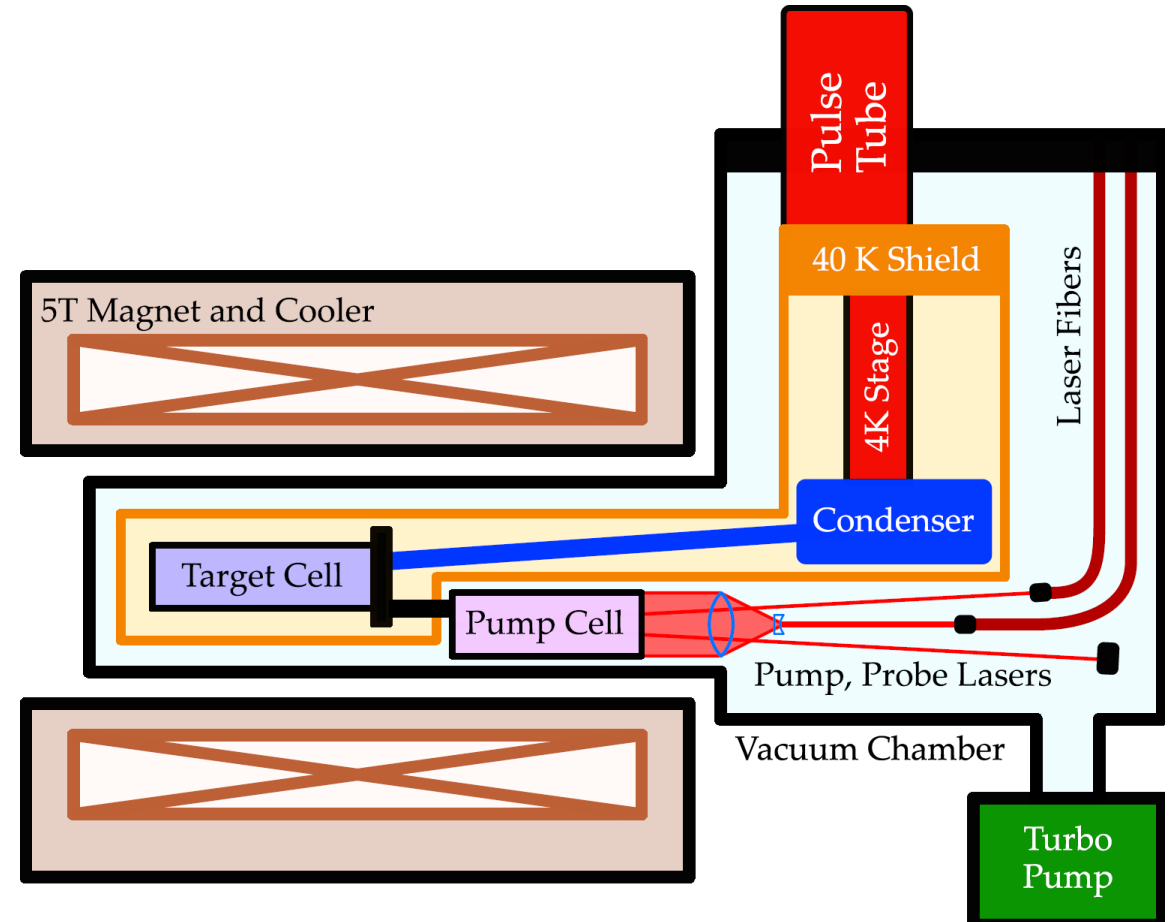 Pulse
Tube
40 K Shield
Laser Fibers
5T Magnet and Cooler
4K Stage
Condenser
Target Cell
Pump Cell
Pump, Probe Lasers
Vacuum Chamber
Turbo
Pump